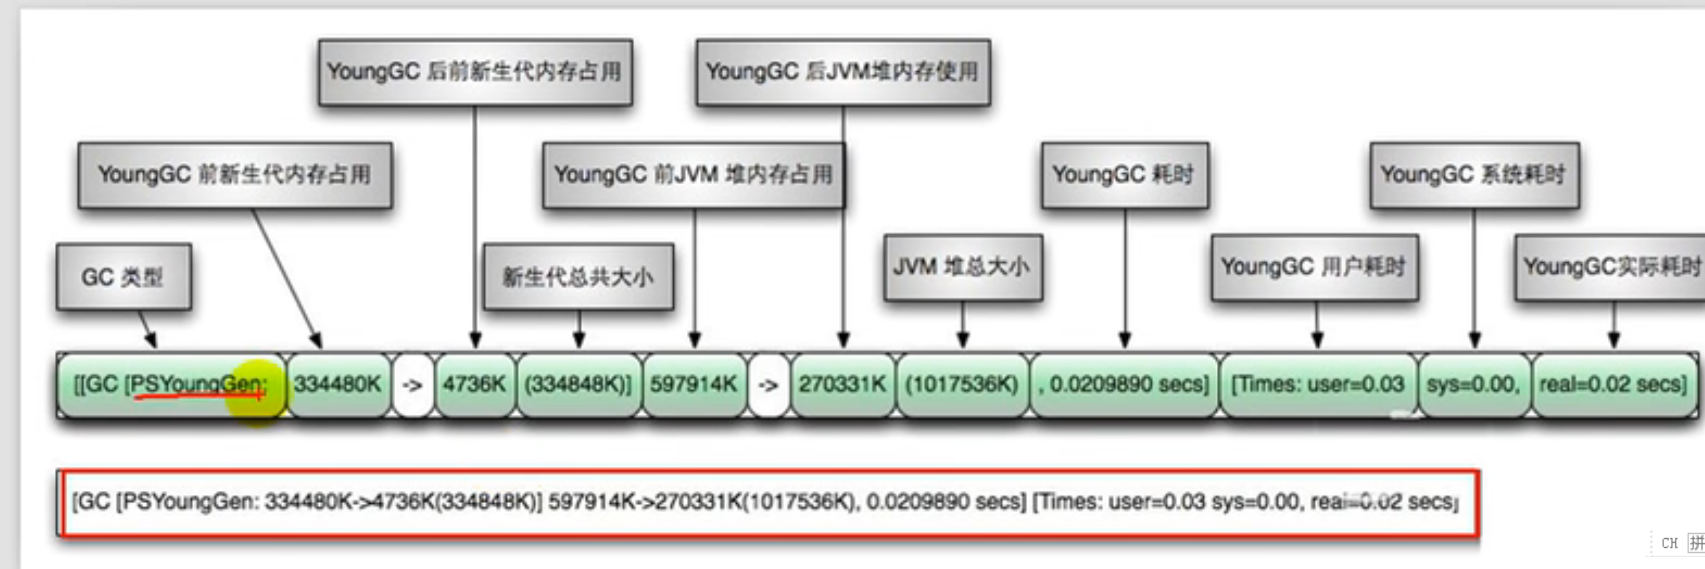 YoungGC 后前新生代内存占用
YoungGC 后JVM堆内存使用
YoungGC 前新生代内存占用
YoungGC 前JVM 堆内存占用
YoungGC 耗时
YoungGC 系统耗时
GC 类型
新生代总共大小
JVM 堆总大小
YoungGC 用户耗时
YoungGC实际耗时
[[GC [PSYoungGen: 334480K -> 4736K (334848K)] 597914K -> 270331K (1017536K) , 0.0209890 secs] [Times: user=0.03 sys=0.00, real=0.02 secs]
[GC [PSYoungGen: 334480K->4736K(334848K)] 597914K->270331K(1017536K), 0.0209890 secs] [Times: user=0.03 sys=0.00, real=0.02 secs]
CH 拼